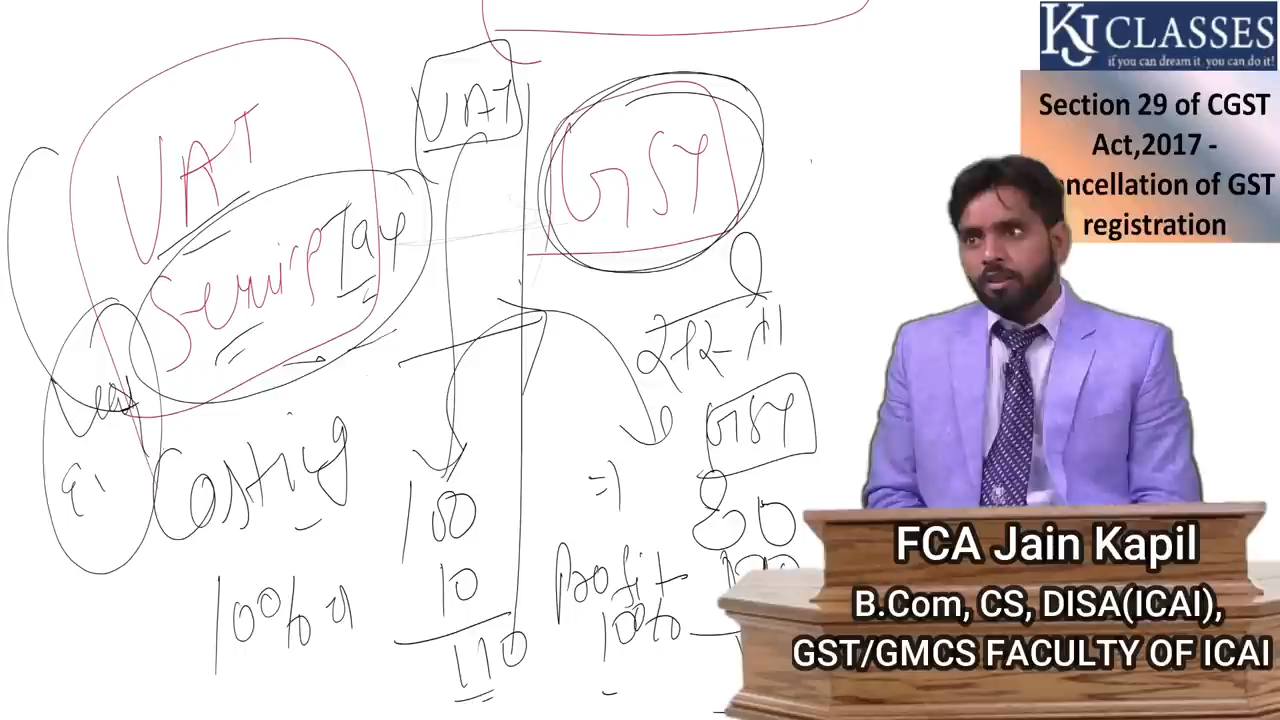 KJ CLASSES
if you can dream it you can do it!
Section 29 of CGST
Act,2017 -
ancellation of GST
registration
VAT
VAT
GST
Tax
GST
Costing
100
10
110
100%
Profit
100%
FCA Jain Kapil
B.Com, CS, DISA(ICAI),
GST/GMCS FACULTY OF ICAI